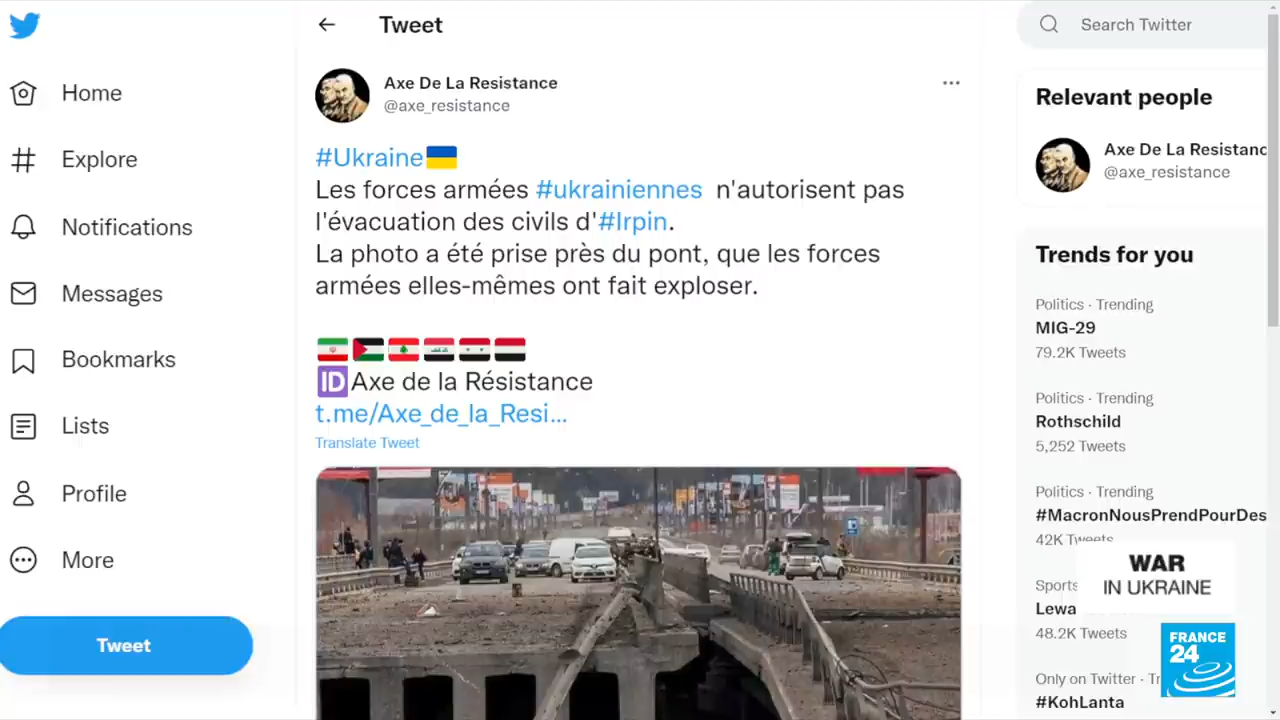 Tweet
Search Twitter
Home
Explore
Notifications
Messages
Bookmarks
Lists
Profile
More
Tweet
Axe De La Resistance
@axe_resistance
#Ukraine
Les forces armées #ukrainiennes n'autorisent pas
l'évacuation des civils d'#Irpin.
La photo a été prise près du pont, que les forces
armées elles-mêmes ont fait exploser.
ID Axe de la Résistance
t.me/Axe_de_la_Resi...
Translate Tweet
Relevant people
Axe De La Resistanc
@axe_resistance
Trends for you
Politics · Trending
MIG-29
79.2K Tweets
Politics · Trending
Rothschild
5,252 Tweets
Politics · Trending
#MacronNousPrendPourDes
42K Tweets
Sports
Lewa
48.2K Tweets
Only on Twitter · Tr
#KohLanta
WAR
IN UKRAINE
FRANCE
24